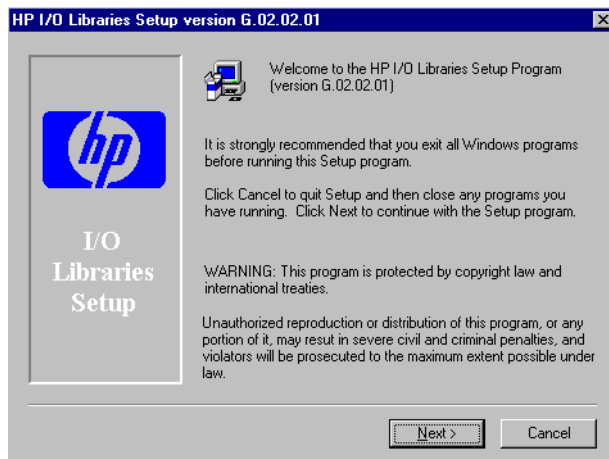 HP I/O Libraries Setup version G.02.02.01
Welcome to the HP I/O Libraries Setup Program
(version G.02.02.01)
hp
I/O
Libraries
Setup
It is strongly recommended that you exit all Windows programs
before running this Setup program.
Click Cancel to quit Setup and then close any programs you
have running. Click Next to continue with the Setup program.
WARNING: This program is protected by copyright law and
international treaties.
Unauthorized reproduction or distribution of this program, or any
portion of it, may resut in severe civil and criminal penalties, and
violators will be prosecuted to the maximum extent possible under
law.
Next >
Cancel